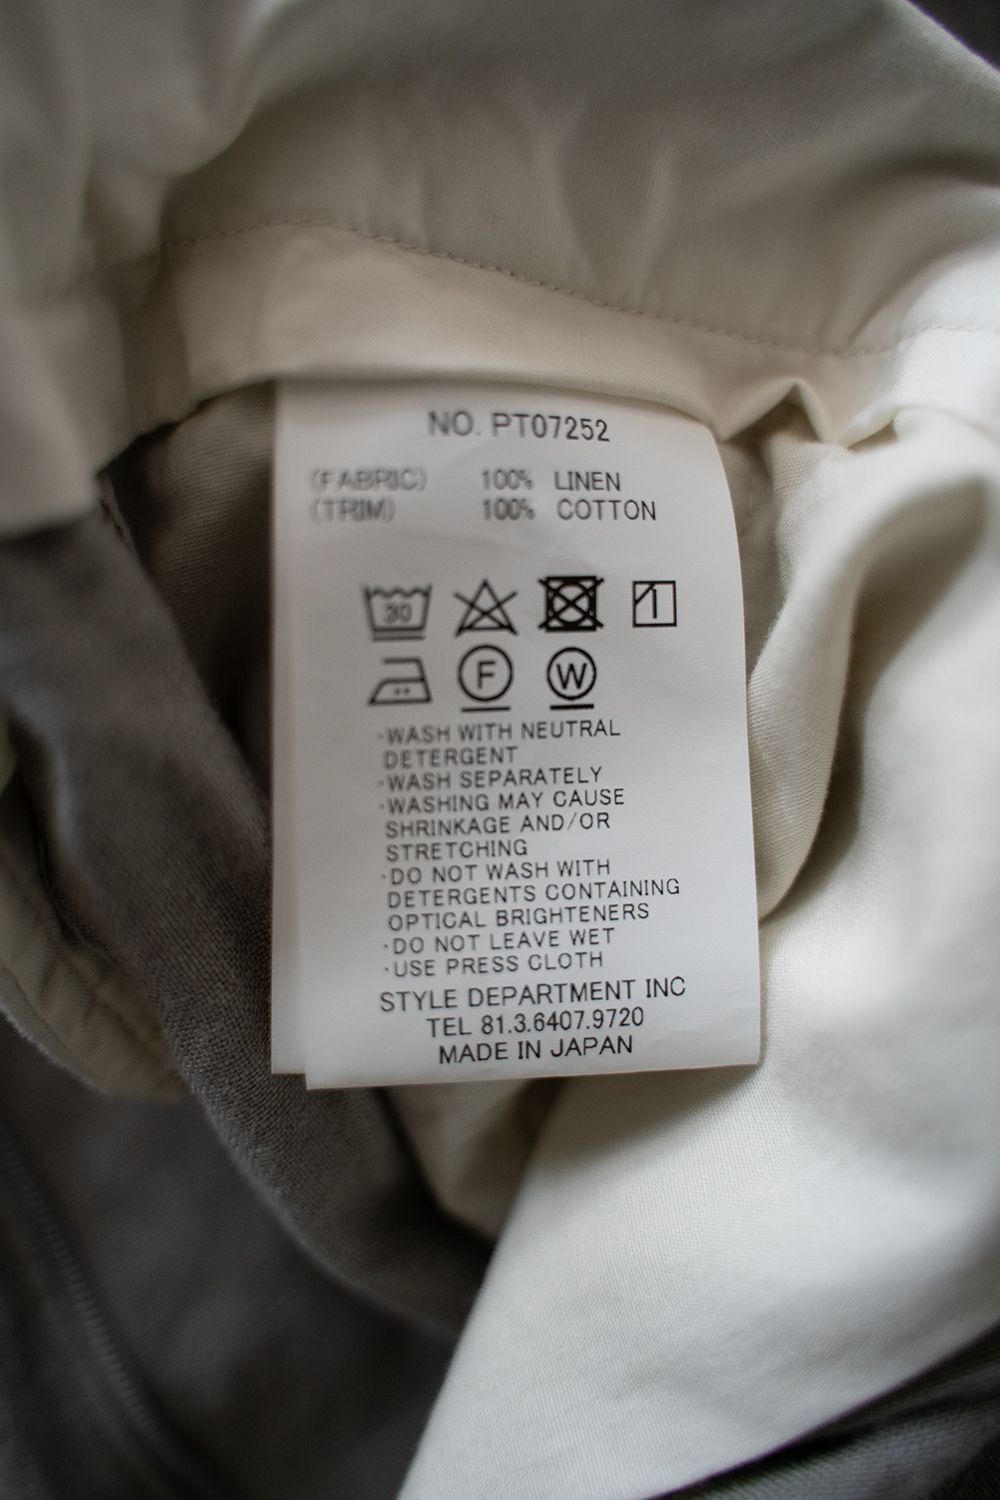 NO. PT07252
(FABRIC) 100% LINEN
(TRIM) 100% COTTON
30
F W
·WASH WITH NEUTRAL
DETERGENT
·WASH SEPARATELY
·WASHING MAY CAUSE
SHRINKAGE AND/OR
STRETCHING
·DO NOT WASH WITH
DETERGENTS CONTAINING
OPTICAL BRIGHTENERS
·DO NOT LEAVE WET
·USE PRESS CLOTH
STYLE DEPARTMENT INC
TEL 81.3.6407.9720
MADE IN JAPAN